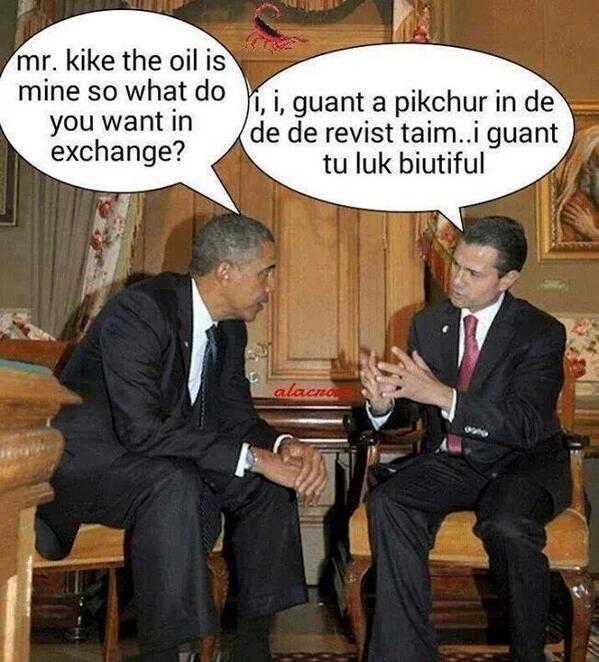 mr. kike the oil is
mine so what do
you want in
exchange?
i, i, guant a pikchur in de
de de revist taim..i guant
tu luk biutiful